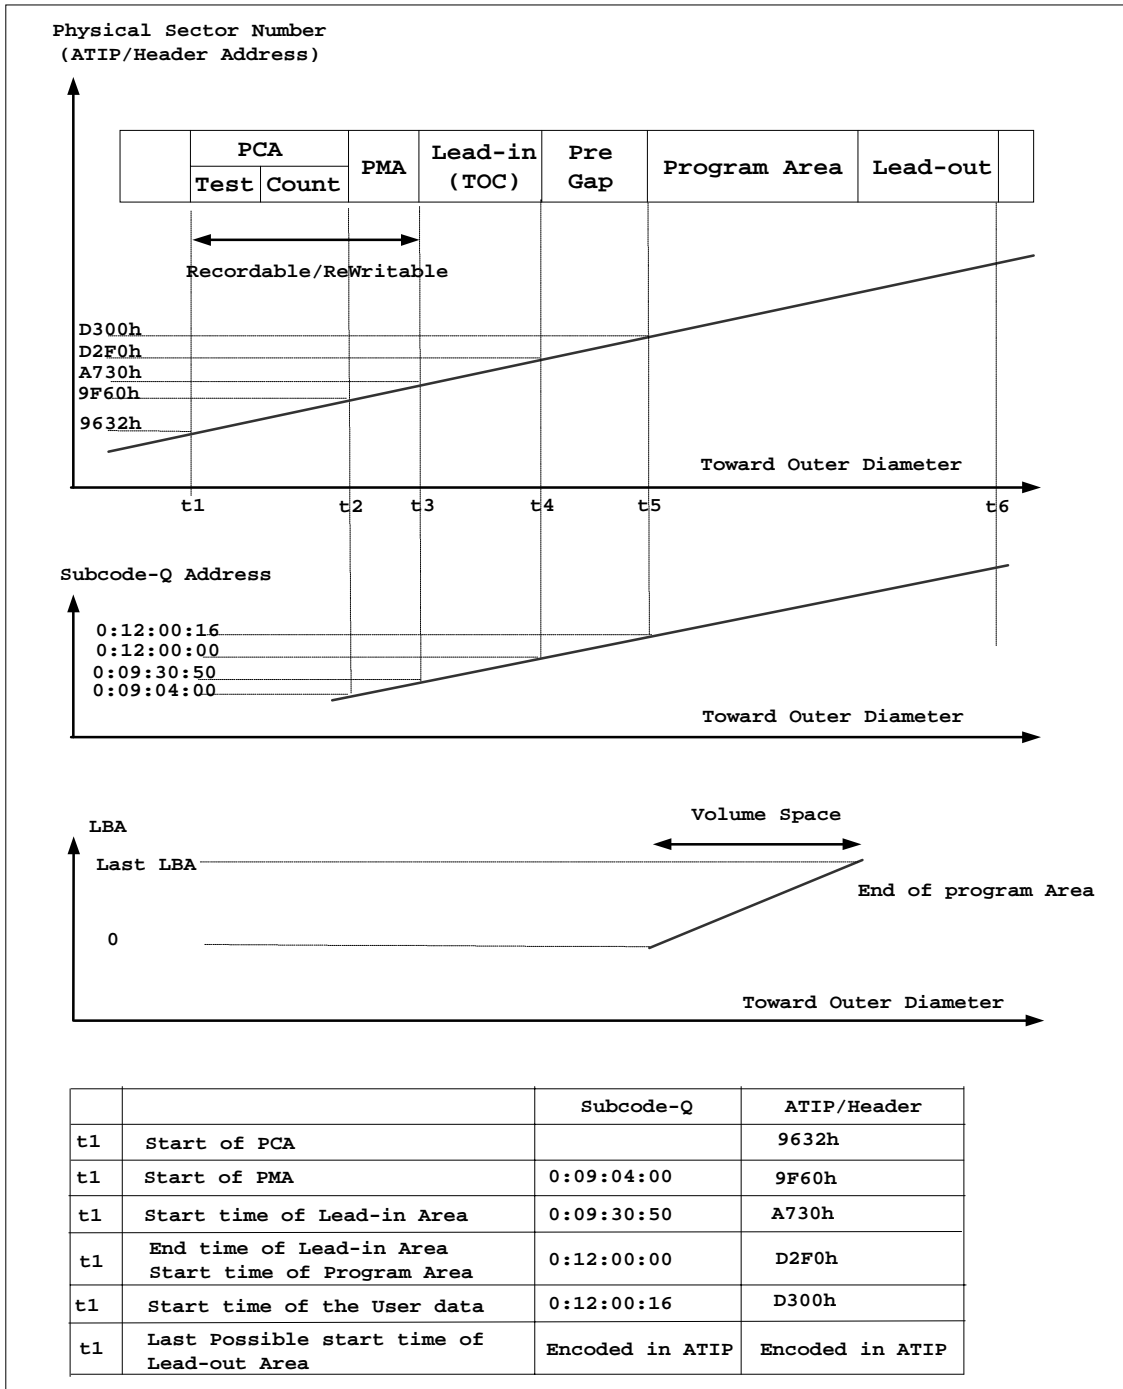 Physical Sector Number
(ATIP/Header Address)
PCA
Test
Count
PMA
Lead-in
(TOC)
Pre
Gap
Program Area
Lead-out
Recordable/ReWritable
D300h
D2F0h
A730h
9F60h
9632h
Toward Outer Diameter
t1
t2
t3
t4
t5
t6
Subcode-Q Address
0:12:00:16
0:12:00:00
0:09:30:50
0:09:04:00
Toward Outer Diameter
Volume Space
LBA
Last LBA
End of program Area
0
Toward Outer Diameter
Subcode-Q ATIP/Header
t1 Start of PCA 9632h
t1 Start of PMA 0:09:04:00 9F60h
t1 Start time of Lead-in Area 0:09:30:50 A730h
t1 End time of Lead-in Area
Start time of Program Area 0:12:00:00 D2F0h
t1 Start time of the User data 0:12:00:16 D300h
t1 Last Possible start time of
Lead-out Area Encoded in ATIP Encoded in ATIP